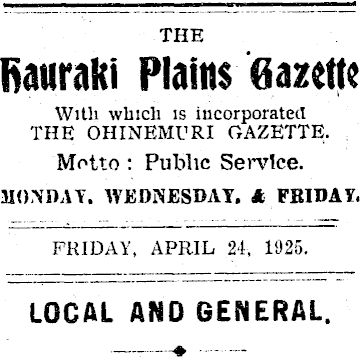 THE
Hauraki Plains Gazette
With which is incorporated
THE OHINEMURI GAZETTE.
Motto: Public Service.
MONDAY, WEDNESDAY, & FRIDAY.
FRIDAY, APRIL 24, 1925.
LOCAL AND GENERAL.